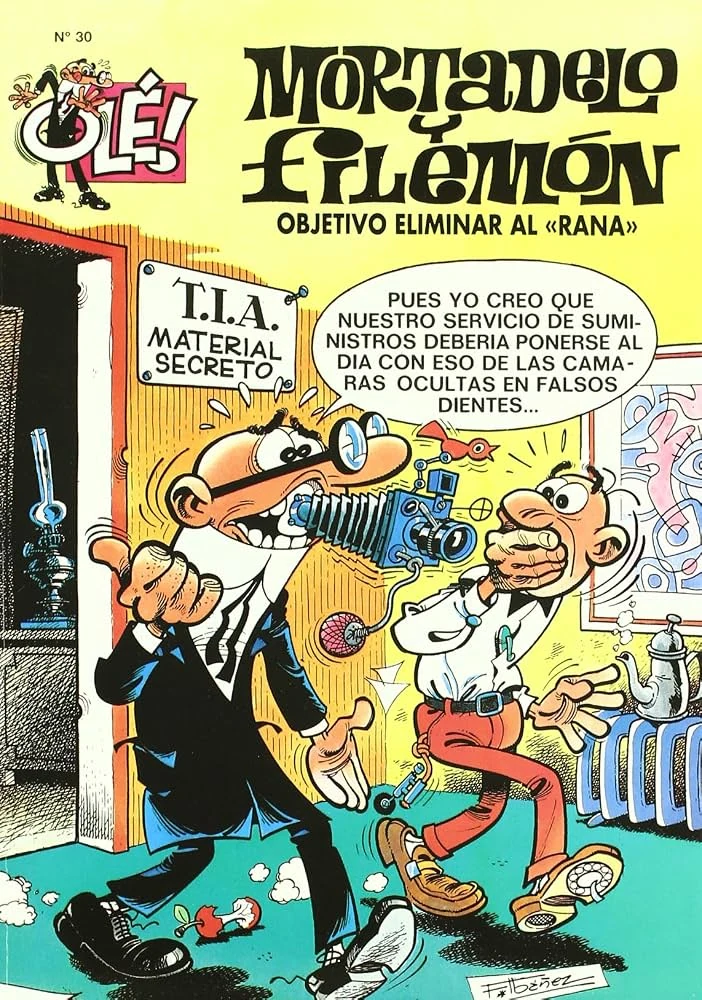 Nº 30
OLÉ!
MORTADELO
Y
FILEMÓN
OBJETIVO ELIMINAR AL «RANA»
T.I.A.
MATERIAL
SECRETO
PUES YO CREO QUE
NUESTRO SERVICIO DE SUMI-
NISTROS DEBERIA PONERSE AL
DIA CON ESO DE LAS CAMA-
RAS OCULTAS EN FALSOS
DIENTES...
F. Ibáñez